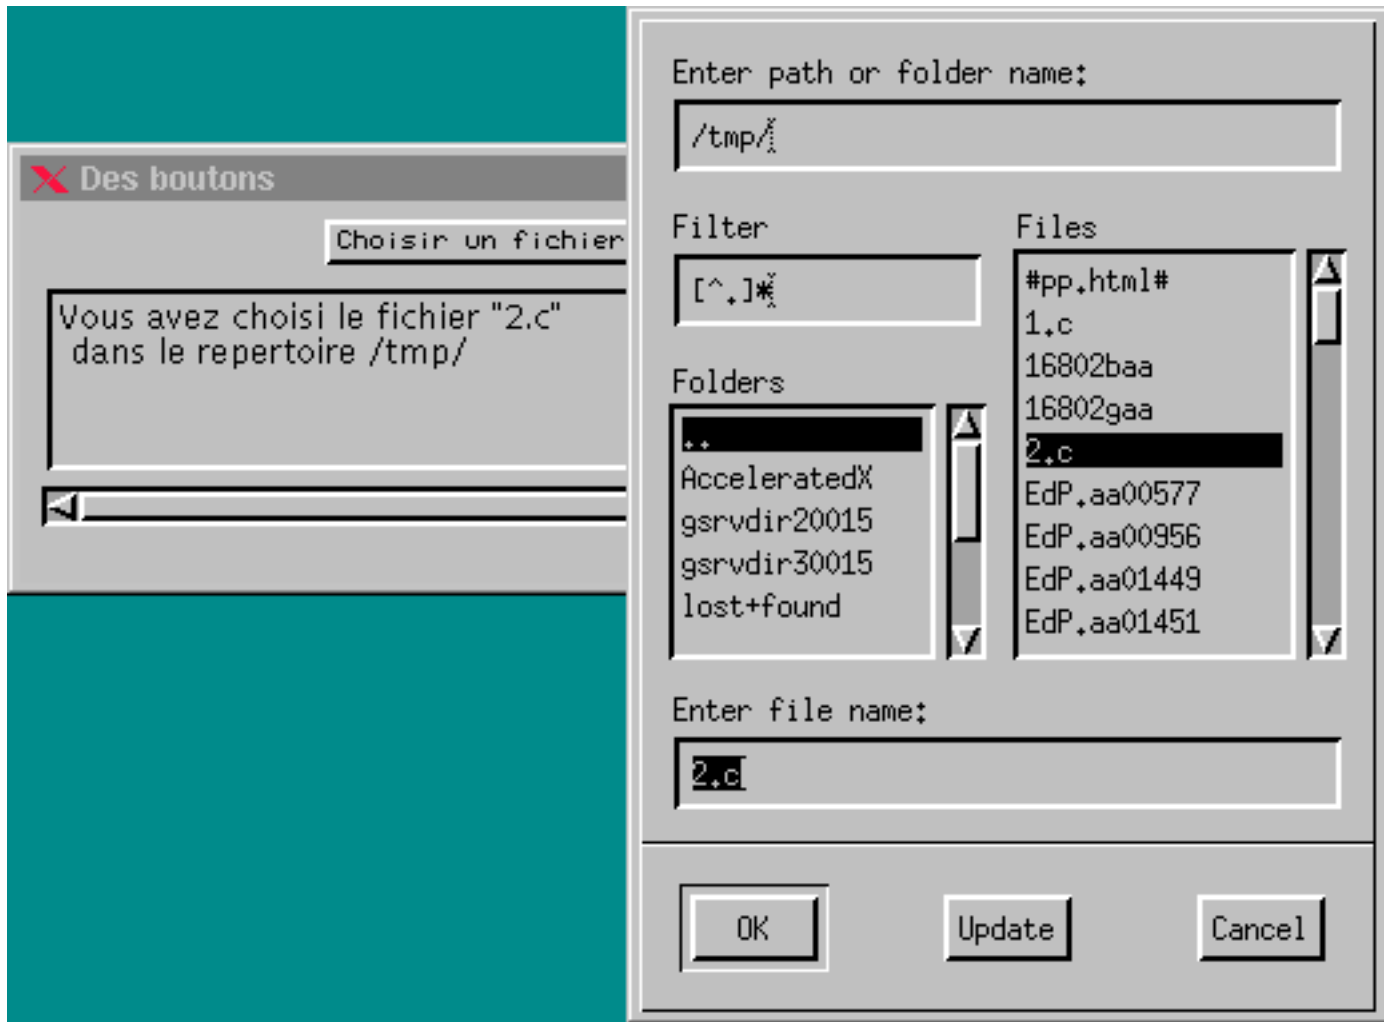 Des boutons
Choisir un fichier
Vous avez choisi le fichier "2.c"
dans le repertoire /tmp/
Enter path or folder name:
/tmp/
Filter
[^.]*
Folders
..
AcceleratedX
gsrvdir20015
gsrvdir30015
lost+found
Files
#pp.html#
1.c
16802baa
16802gaa
2.c
EdP.aa00577
EdP.aa00956
EdP.aa01449
EdP.aa01451
Enter file name:
2.c
OK
Update
Cancel